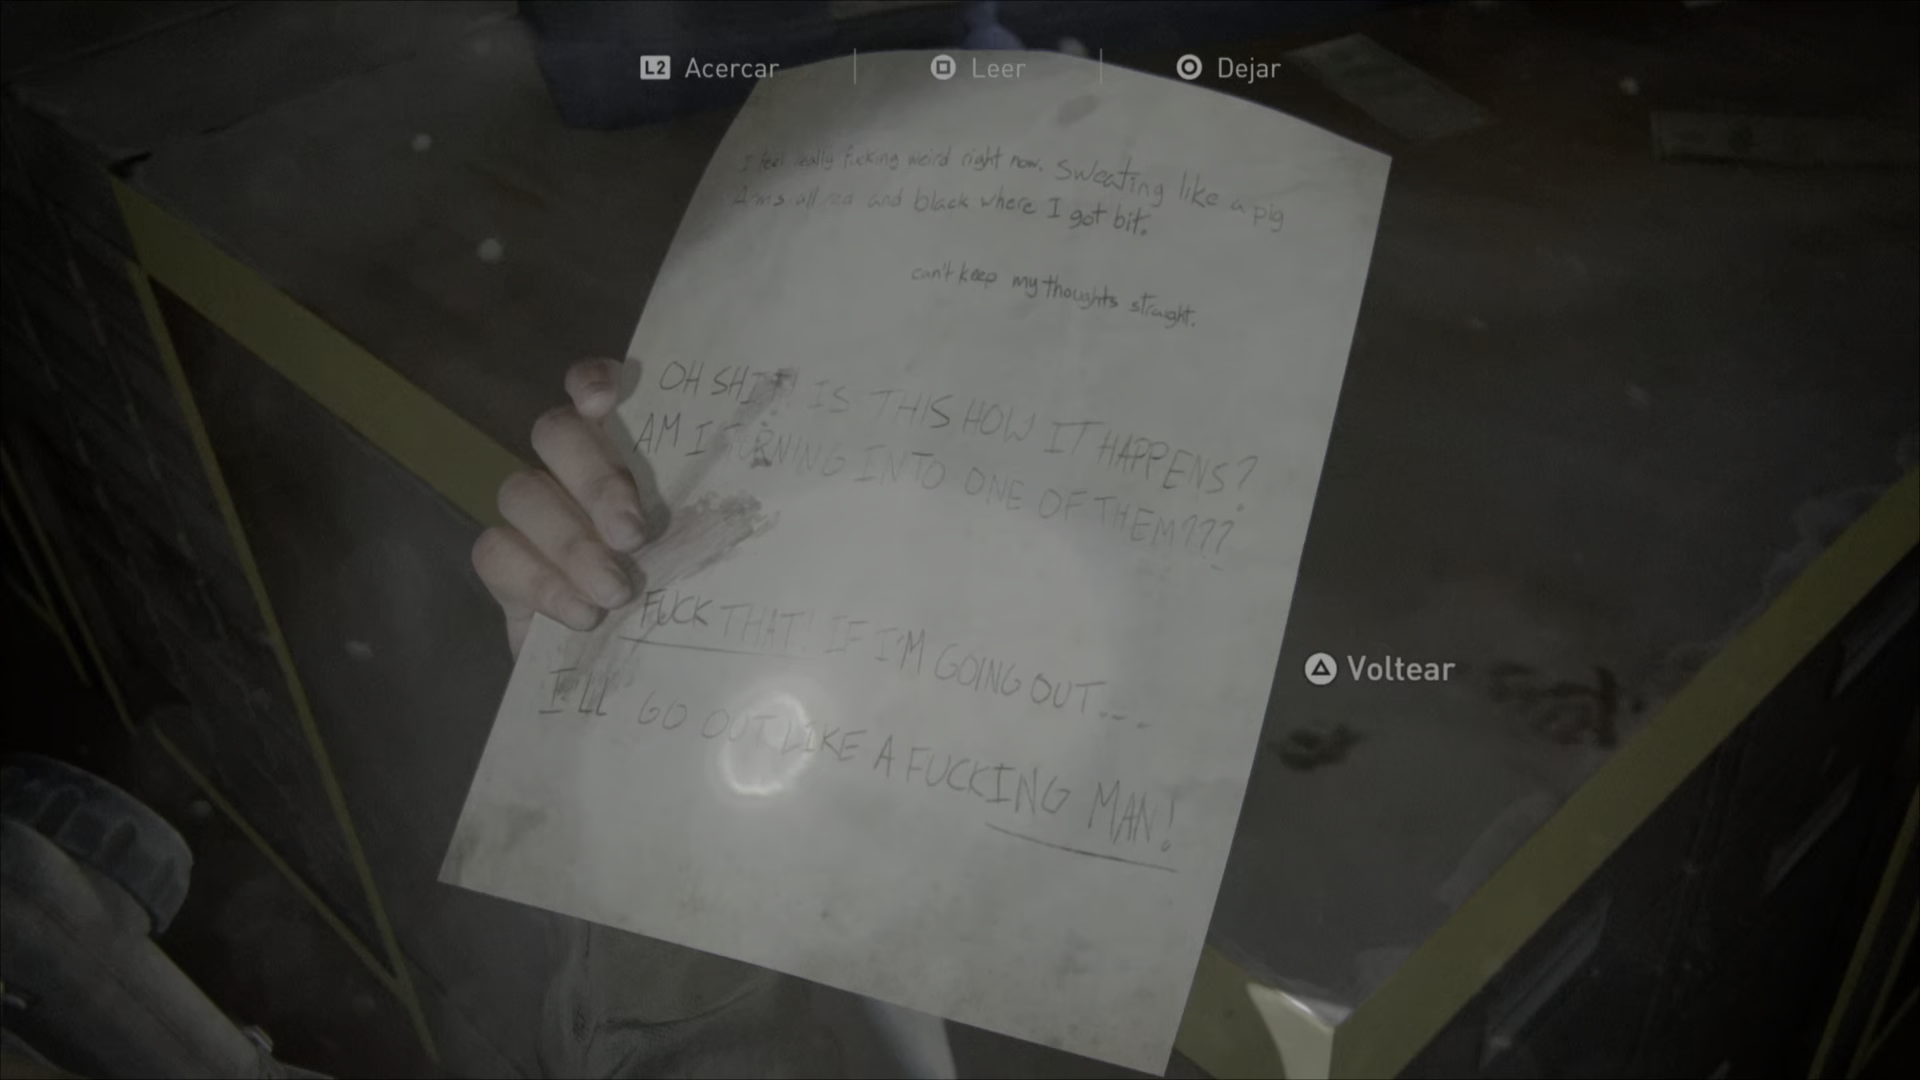 L2 Acercar
Leer
Dejar
I feel really fucking weird right now. Sweating like a pig
Arms all red and black where I got bit.
can't keep my thoughts straight.
OH SHIT! IS THIS HOW IT HAPPENS?
AM I TURNING INTO ONE OF THEM???
FUCK THAT! IF I'M GOING OUT...
Voltear
I'LL GO OUT LIKE A FUCKING MAN!